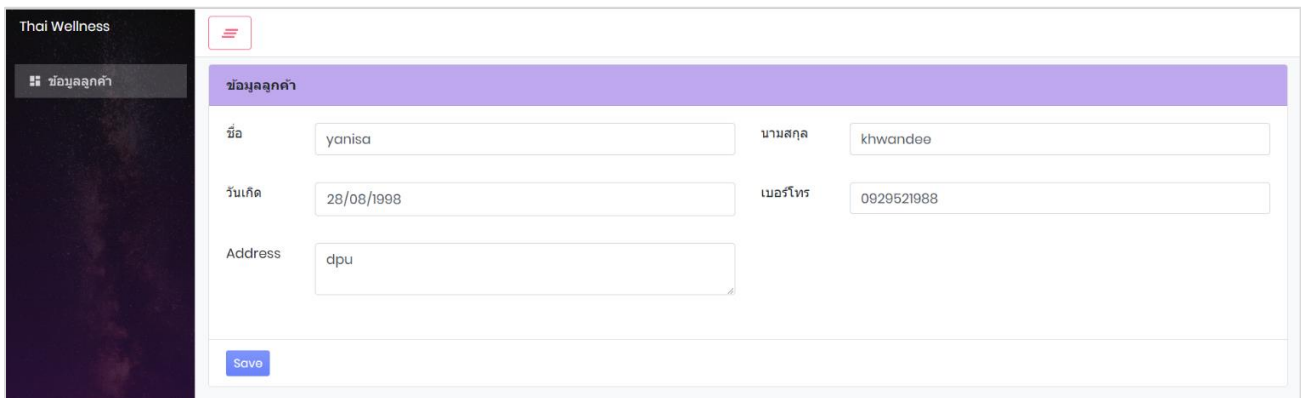 Thai Wellness
ข้อมูลลูกค้า
ข้อมูลลูกค้า
ชื่อ yanisa นามสกุล khwandee
วันเกิด 28/08/1998 เบอร์โทร 0929521988
Address dpu
Save